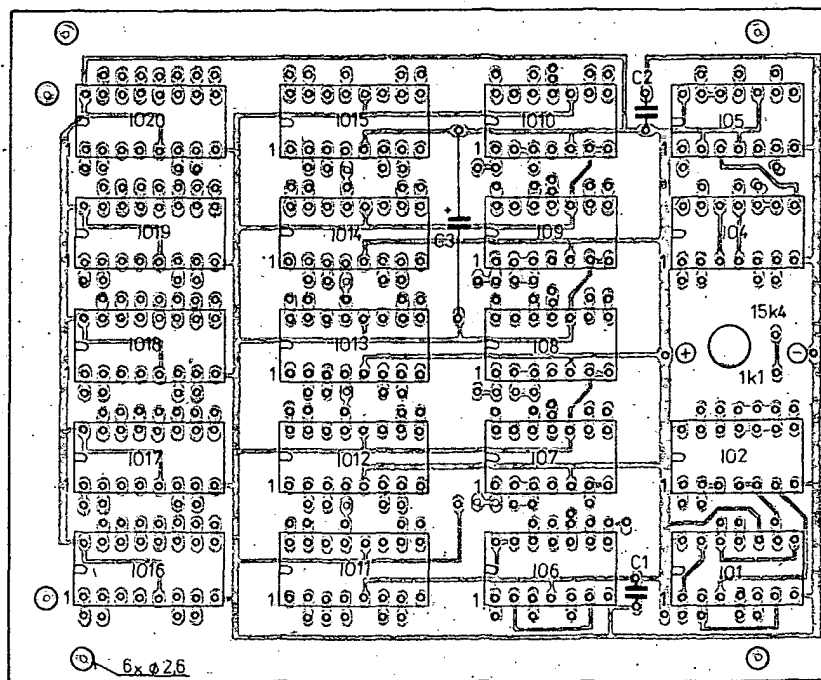 C2
IO20 IO15 IO10 IO5
1 1 1 1
IO19 IO14 + C3 IO9 IO4
1 1 1 1
15k4
IO18 IO13 IO8 + −
1 1 1 1k1
IO17 IO12 IO7 IO2
1 1 1 1
C1
IO16 IO11 IO6 IO1
1 1 1 1
6x ϕ 2,6